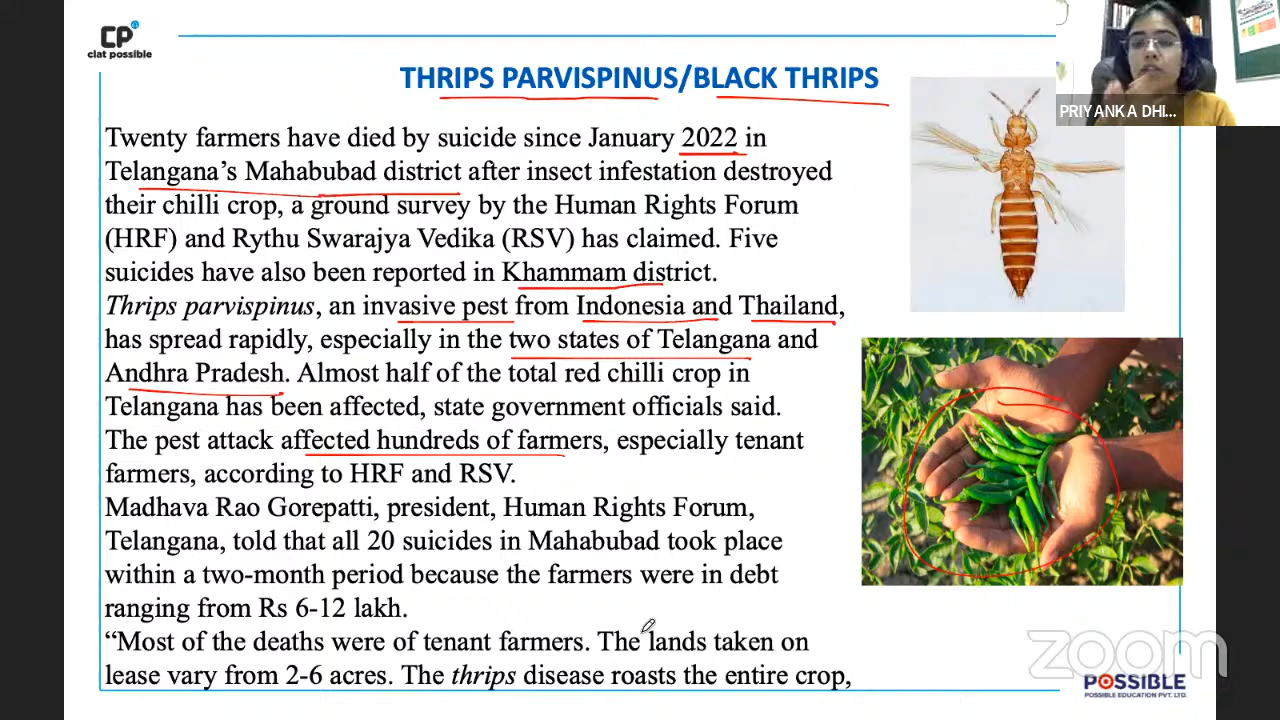 CP
clat possible
THRIPS PARVISPINUS/BLACK THRIPS
PRIYANKA DHI...
Twenty farmers have died by suicide since January 2022 in
Telangana’s Mahabubad district after insect infestation destroyed
their chilli crop, a ground survey by the Human Rights Forum
(HRF) and Rythu Swarajya Vedika (RSV) has claimed. Five
suicides have also been reported in Khammam district.
Thrips parvispinus, an invasive pest from Indonesia and Thailand,
has spread rapidly, especially in the two states of Telangana and
Andhra Pradesh. Almost half of the total red chilli crop in
Telangana has been affected, state government officials said.
The pest attack affected hundreds of farmers, especially tenant
farmers, according to HRF and RSV.
Madhava Rao Gorepatti, president, Human Rights Forum,
Telangana, told that all 20 suicides in Mahabubad took place
within a two-month period because the farmers were in debt
ranging from Rs 6-12 lakh.
“Most of the deaths were of tenant farmers. The lands taken on
lease vary from 2-6 acres. The thrips disease roasts the entire crop,
zoom
POSSIBLE
POSSIBLE EDUCATION PVT. LTD.